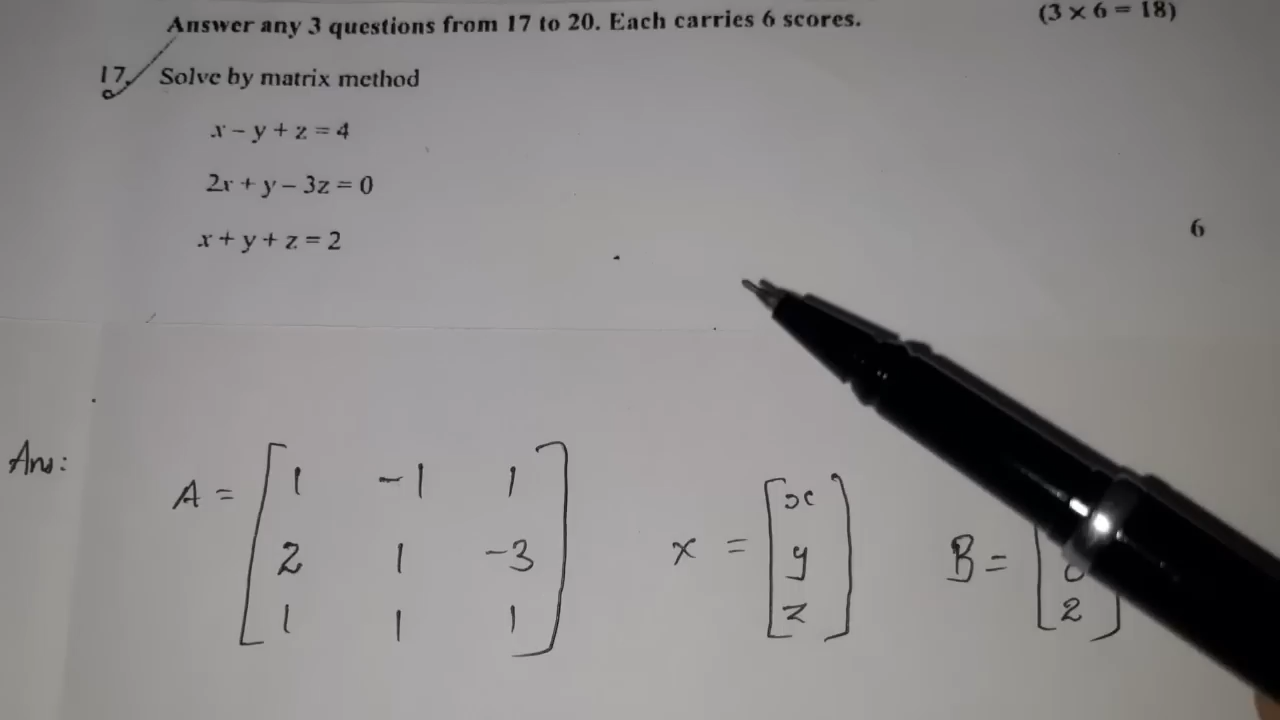 Answer any 3 questions from 17 to 20. Each carries 6 scores. (3 × 6 = 18)
17. Solve by matrix method
x − y + z = 4
2x + y − 3z = 0
x + y + z = 2
6
Ans:
A = [ 1 -1 1
2 1 -3
1 1 1 ]
x = [ x
y
z ]
B = [ 0
2 ]